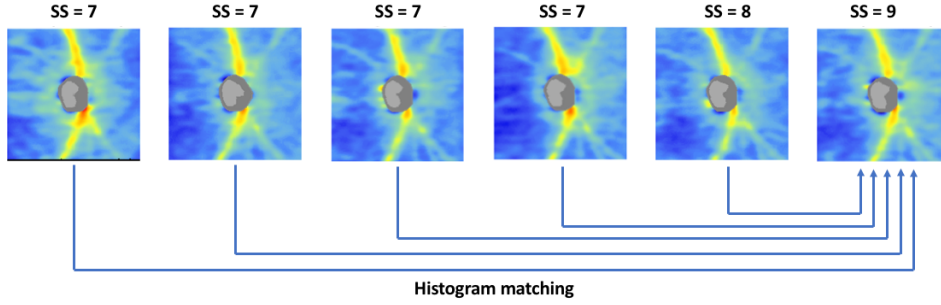 SS = 7 SS = 7 SS = 7 SS = 7 SS = 8 SS = 9
Histogram matching